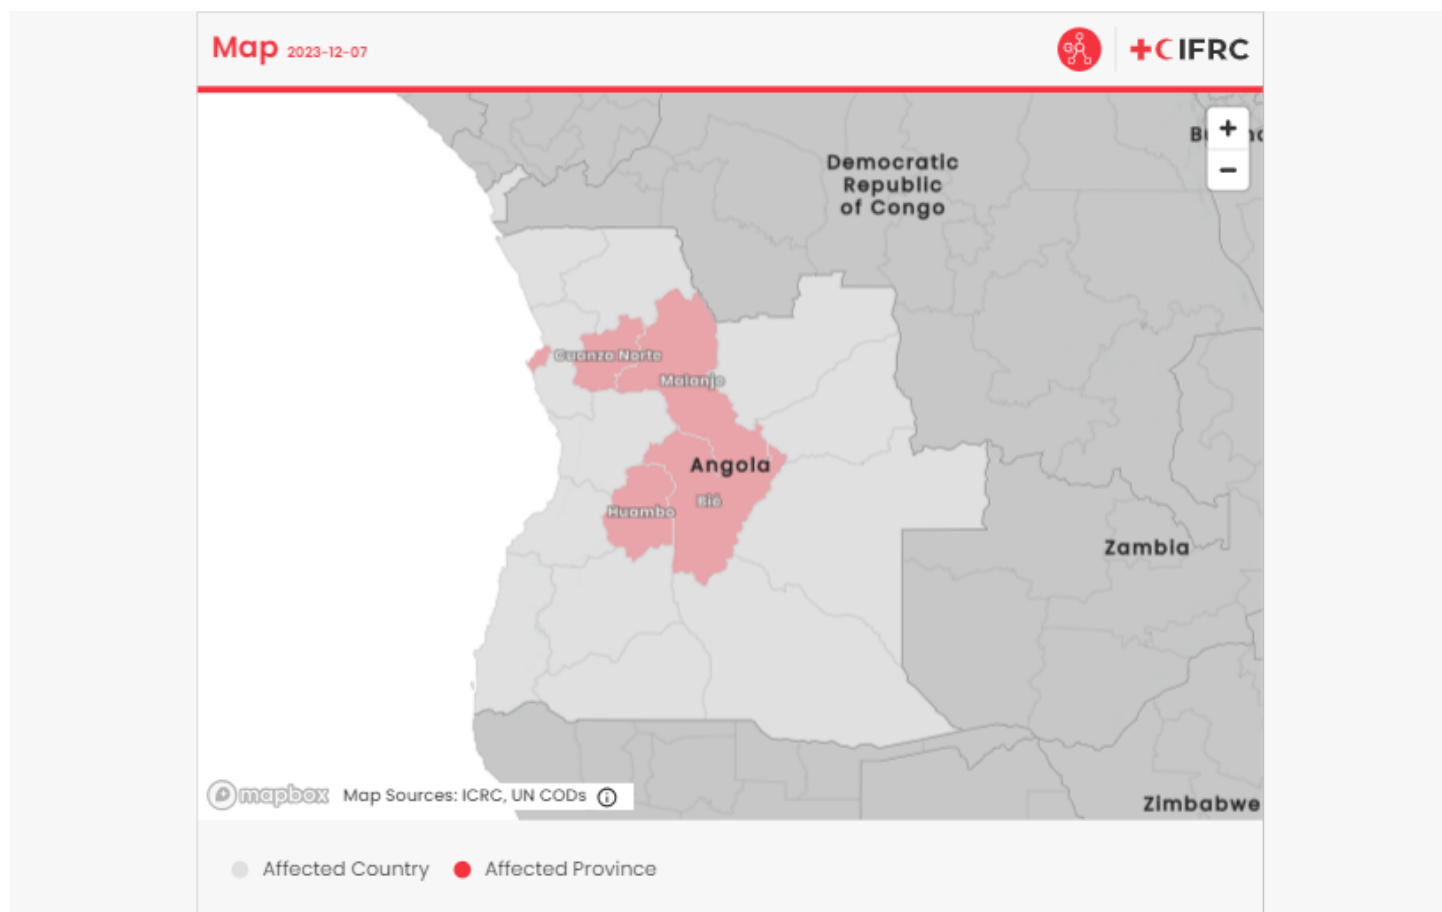 Map 2023-12-07
IFRC
Democratic
Republic
of Congo
Cuanzo Norte
Malanje
Angola
Bié
Huambo
Zambia
Zimbabwe
mapbox Map Sources: ICRC, UN CODs
Affected Country Affected Province